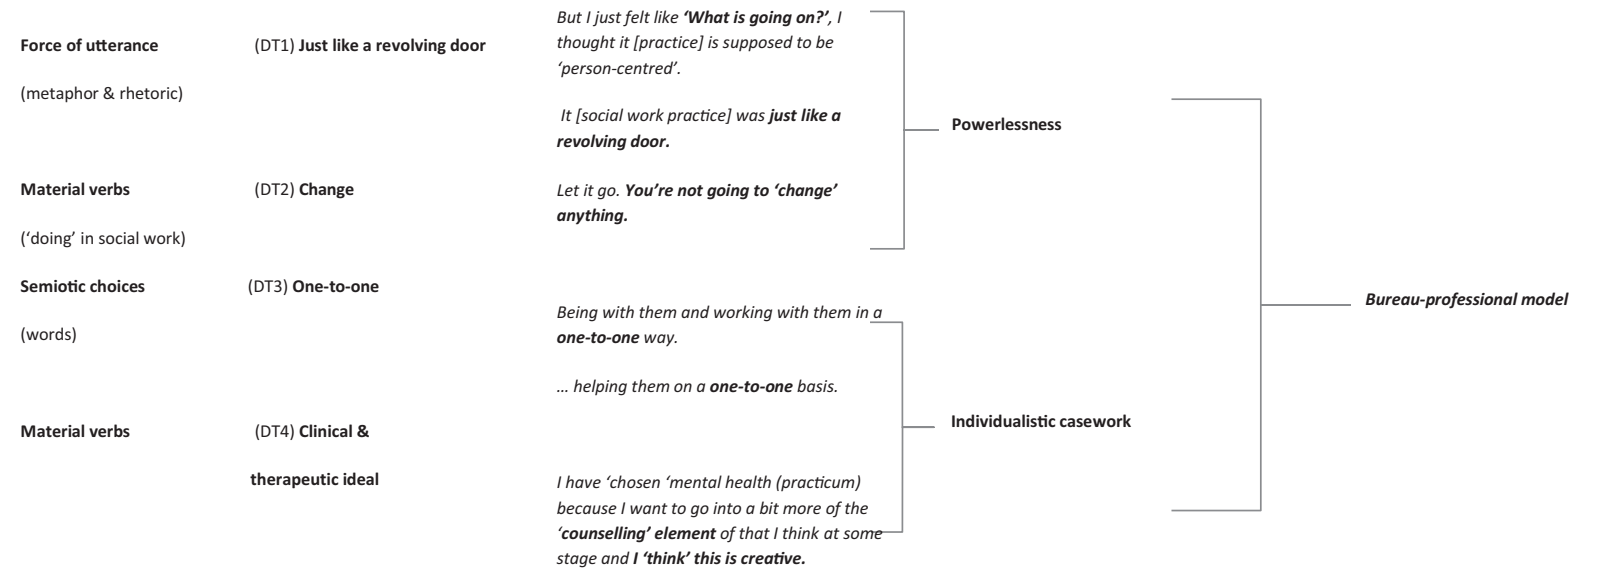 Force of utterance
(metaphor & rhetoric)
(DT1) Just like a revolving door
But I just felt like ‘What is going on?’, I
thought it [practice] is supposed to be
‘person-centred’.
It [social work practice] was just like a
revolving door.
Material verbs
(‘doing’ in social work)
(DT2) Change
Let it go. You’re not going to ‘change’
anything.
Powerlessness
Semiotic choices
(words)
(DT3) One-to-one
Being with them and working with them in a
one-to-one way.
… helping them on a one-to-one basis.
Material verbs
(DT4) Clinical &
therapeutic ideal
I have ‘chosen ‘mental health (practicum)
because I want to go into a bit more of the
‘counselling’ element of that I think at some
stage and I ‘think’ this is creative.
Individualistic casework
Bureau-professional model